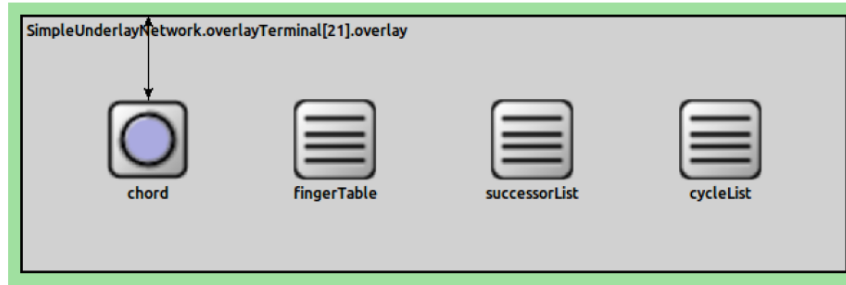 SimpleUnderlayNetwork.overlayTerminal[21].overlay
chord
fingerTable
successorList
cycleList